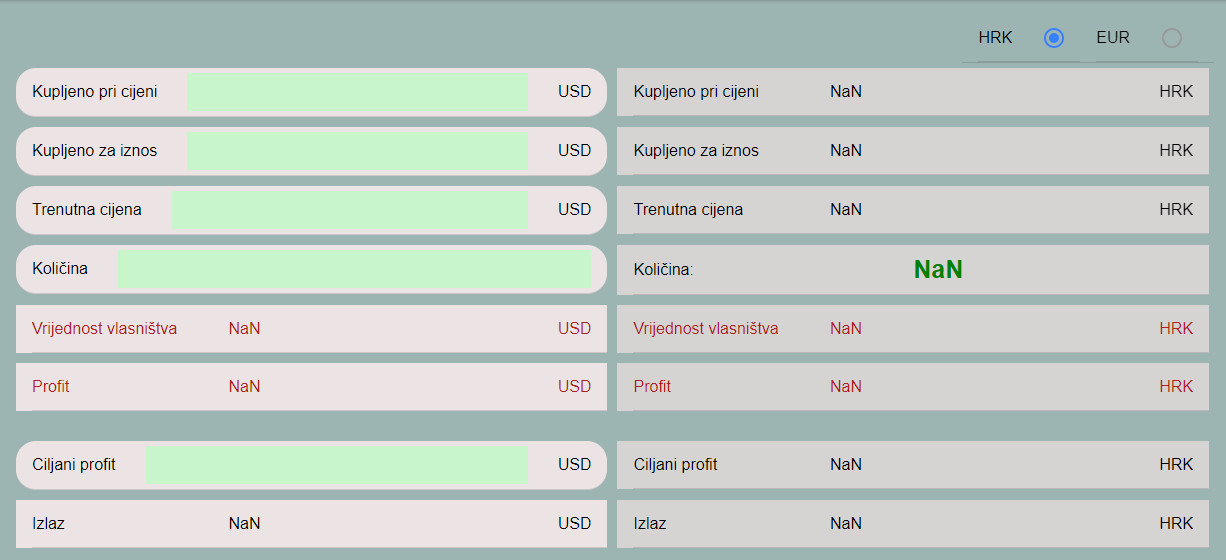 HRK EUR
Kupljeno pri cijeni USD Kupljeno pri cijeni NaN HRK
Kupljeno za iznos USD Kupljeno za iznos NaN HRK
Trenutna cijena USD Trenutna cijena NaN HRK
Količina Količina: NaN
Vrijednost vlasništva NaN USD Vrijednost vlasništva NaN HRK
Profit NaN USD Profit NaN HRK
Ciljani profit USD Ciljani profit NaN HRK
Izlaz NaN USD Izlaz NaN HRK